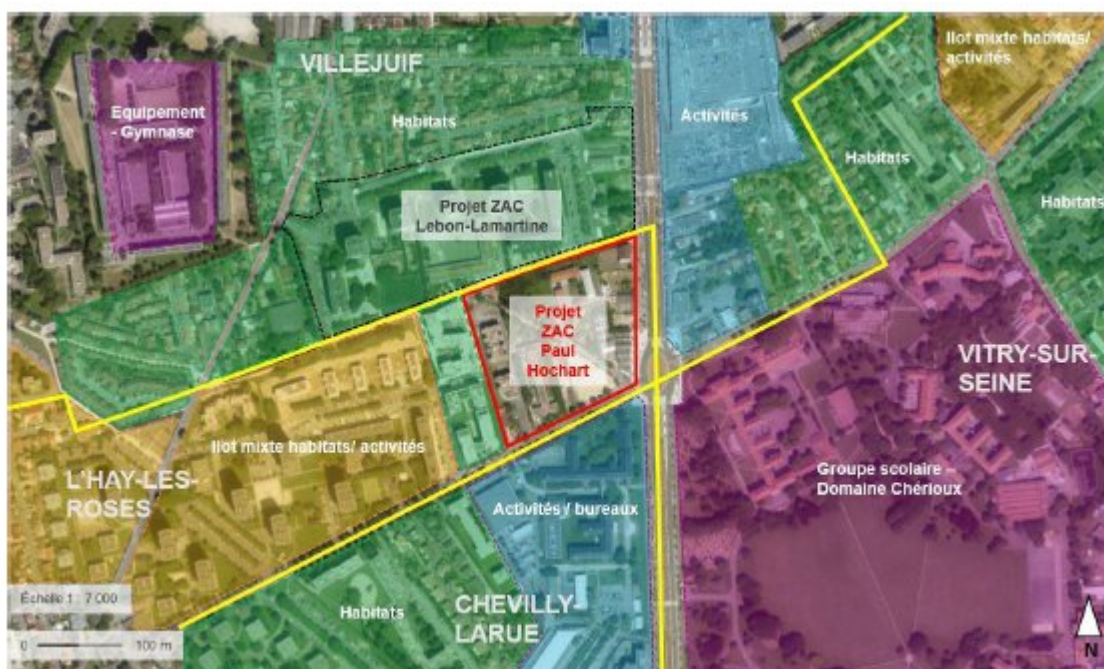 VILLEJUIF
Ilot mixte habitats/
activités
Equipement
- Gymnase
Habitats
Activités
Habitats
Habitats
Projet ZAC
Lebon-Lamartine
Projet
ZAC
Paul
Hochart
VITRY-SUR-
SEINE
Ilot mixte habitats/ activités
L'HAY-LES-
ROSES
Groupe scolaire –
Domaine Chérioux
Activités / bureaux
Échelle 1 : 7 000
0 100 m
Habitats
CHEVILLY-
LARUE
N